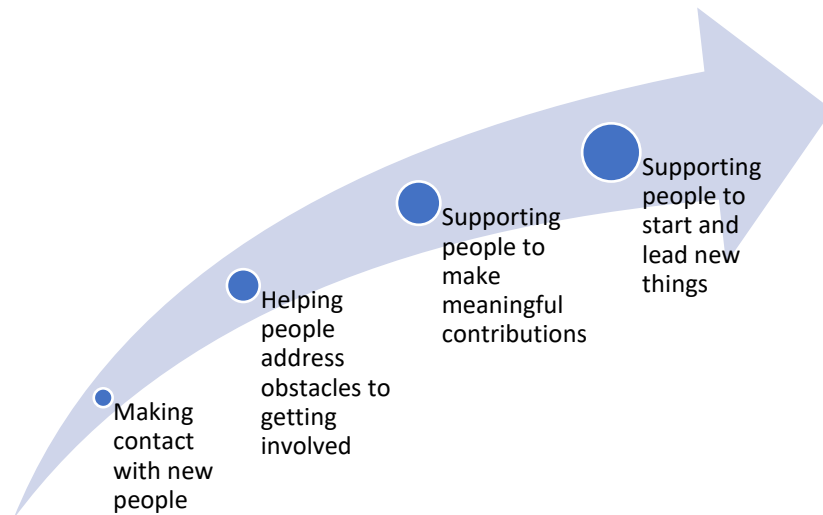 Making
contact
with new
people
Helping
people
address
obstacles to
getting
involved
Supporting
people to
make
meaningful
contributions
Supporting
people to
start and
lead new
things